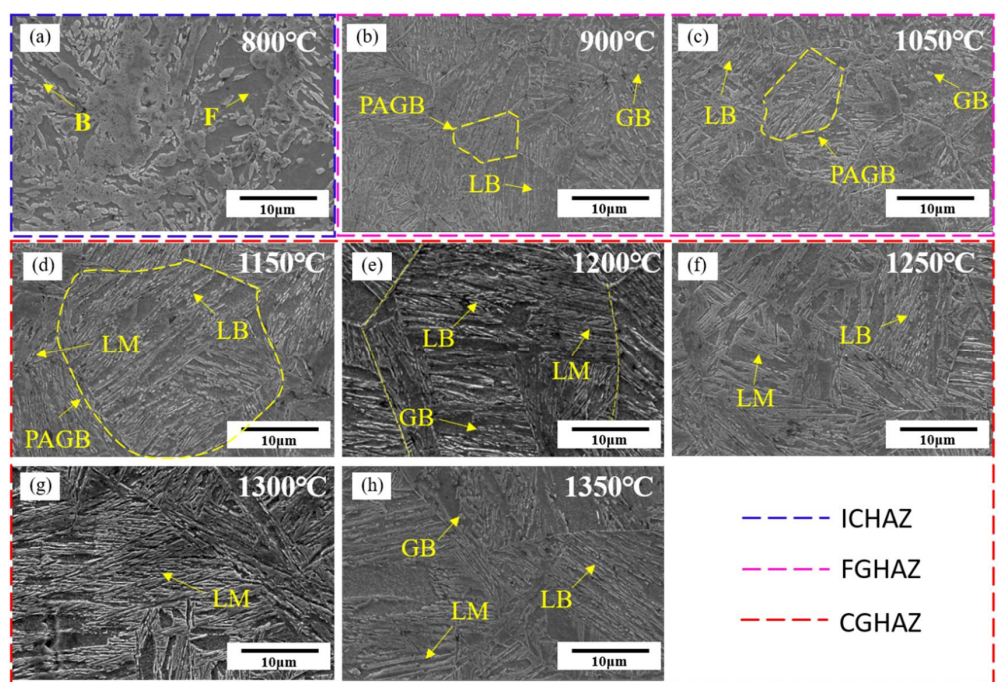 (a) 800℃
B
F
10μm
(b) 900℃
PAGB
GB
LB
10μm
(c) 1050℃
LB
GB
PAGB
10μm
(d) 1150℃
LB
LM
PAGB
10μm
(e) 1200℃
LB
LM
GB
10μm
(f) 1250℃
LB
LM
10μm
(g) 1300℃
LM
10μm
(h) 1350℃
GB
LM
LB
10μm
ICHAZ
FGHAZ
CGHAZ